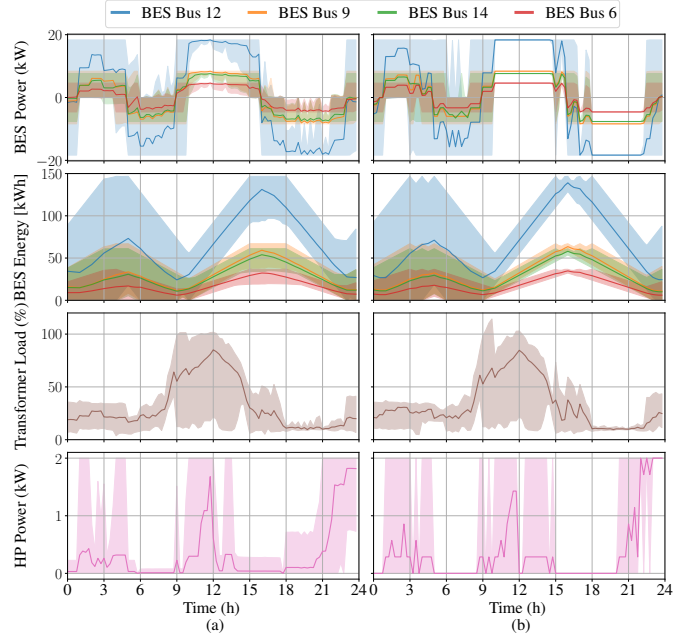 BES Bus 12 BES Bus 9 BES Bus 14 BES Bus 6
BES Power (kW)
20
0
−20
BES Energy [kWh]
150
100
50
0
Transformer Load (%)
100
50
0
HP Power (kW)
2
1
0
0 3 6 9 12 15 18 21 24
0 3 6 9 12 15 18 21 24
Time (h) Time (h)
(a) (b)